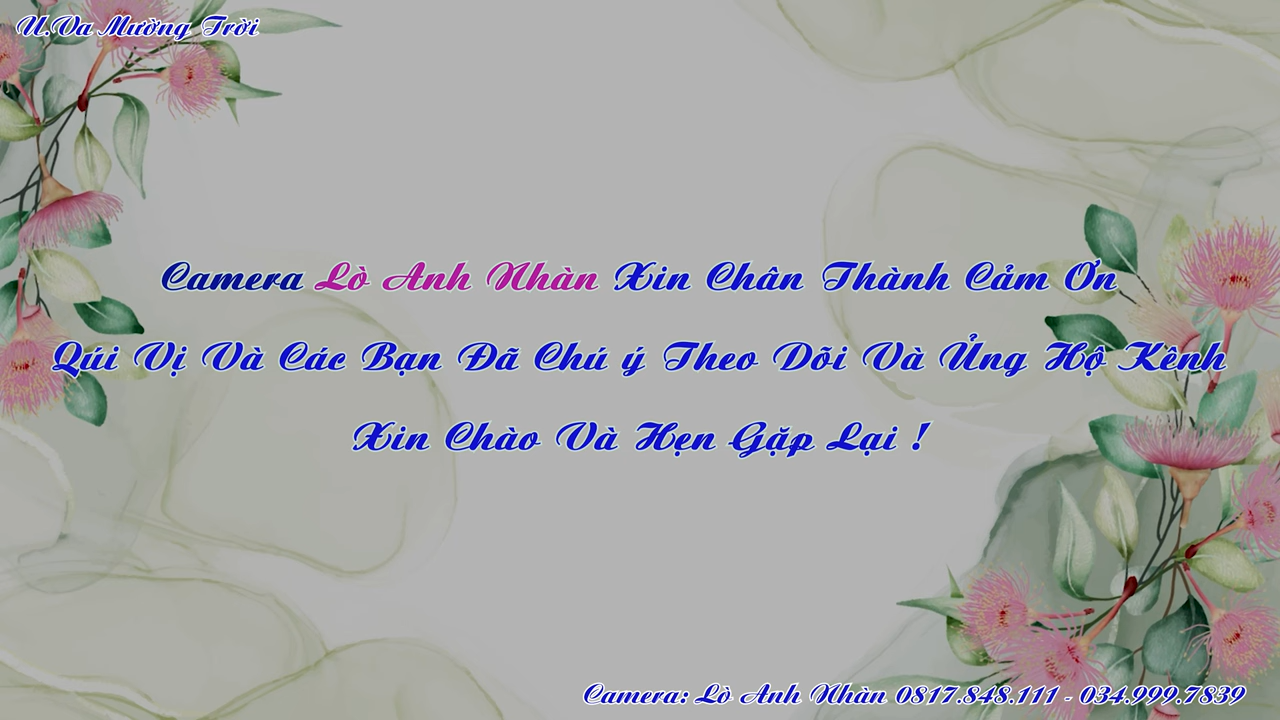 U.Va Mường Trời
Camera Lò Anh Nhàn Xin Chân Thành Cảm Ơn
Qúi Vị Và Các Bạn Đã Chú ý Theo Dõi Và Ủng Hộ Kênh
Xin Chào Và Hẹn Gặp Lại !
Camera: Lò Anh Nhàn 0817.848.111 - 034.999.7839